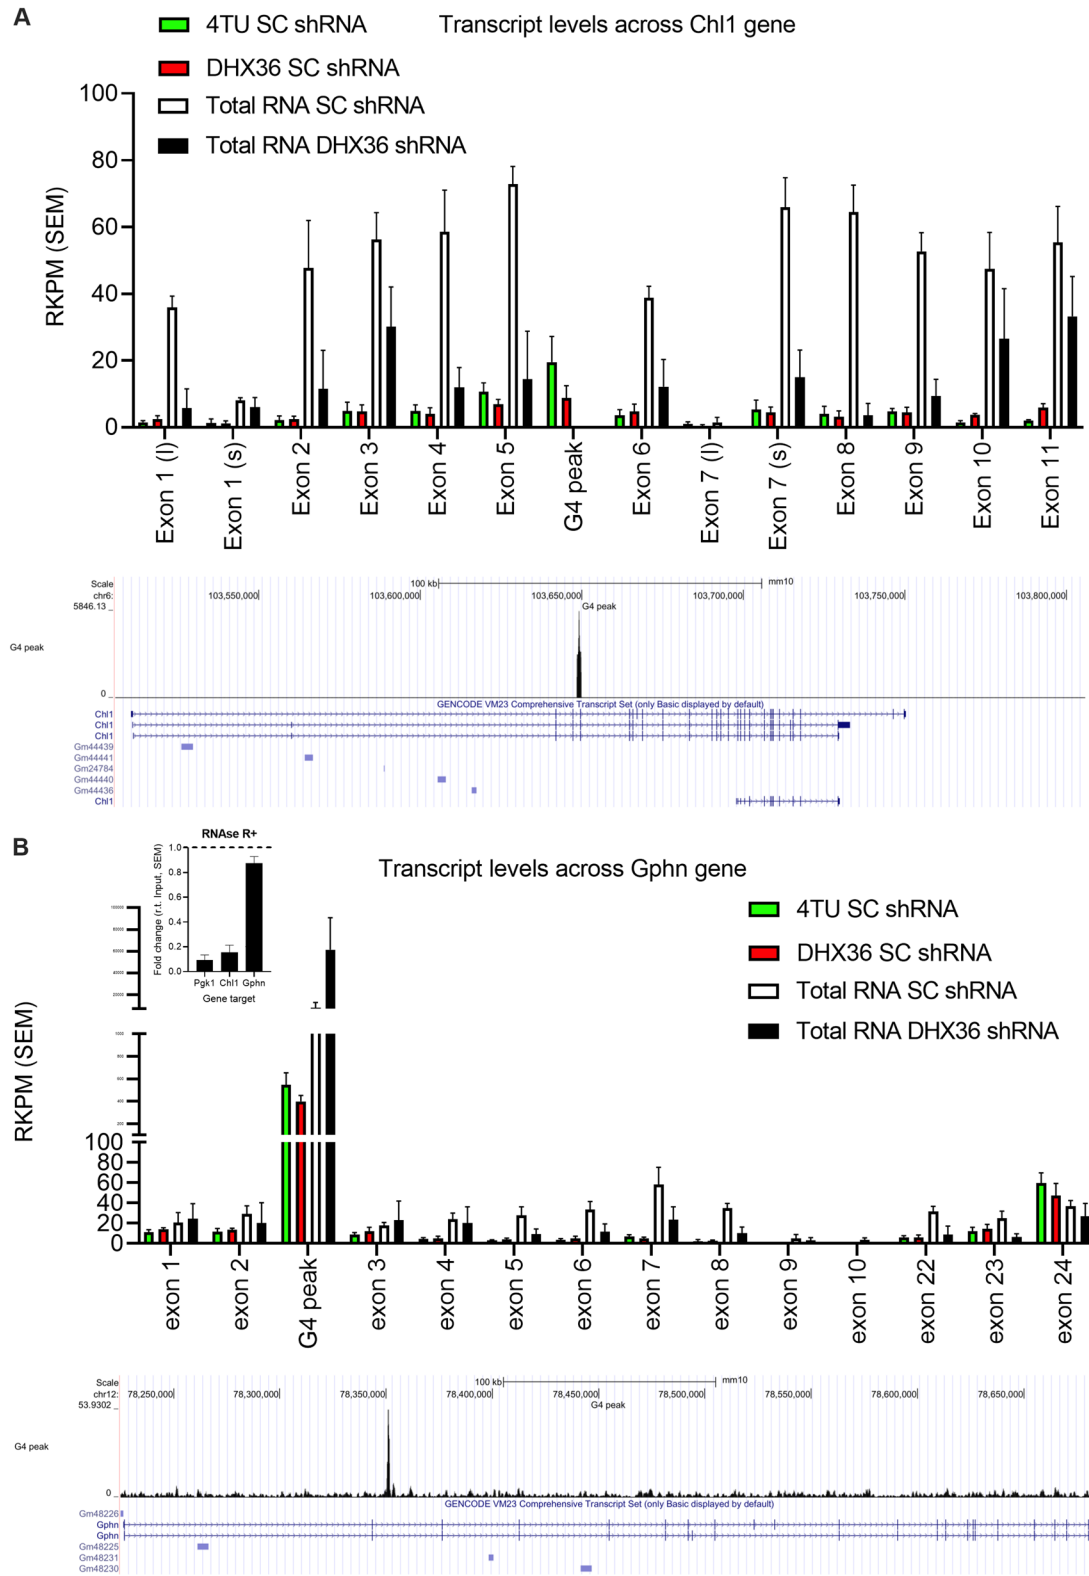 A
4TU SC shRNA
Transcript levels across Chl1 gene
DHX36 SC shRNA
Total RNA SC shRNA
Total RNA DHX36 shRNA
RKPM (SEM)
100
80
60
40
20
0
Exon 1 (l)
Exon 1 (s)
Exon 2
Exon 3
Exon 4
Exon 5
G4 peak
Exon 6
Exon 7 (l)
Exon 7 (s)
Exon 8
Exon 9
Exon 10
Exon 11
Scale
100 kb
mm10
chr6:
103,550,000
103,600,000
103,650,000
103,700,000
103,750,000
103,800,000
5846.13
G4 peak
G4 peak
0
GENCODE VM23 Comprehensive Transcript Set (only Basic displayed by default)
Chl1
Chl1
Chl1
Gm44439
Gm44441
Gm24784
Gm44440
Gm44436
Chl1
B
RNAse R+
Fold change (r.t. Input, SEM)
1.0
0.8
0.6
0.4
0.2
0.0
Pgk1 Chl1 Gphn
Gene target
Transcript levels across Gphn gene
4TU SC shRNA
DHX36 SC shRNA
Total RNA SC shRNA
Total RNA DHX36 shRNA
RKPM (SEM)
100
80
60
40
20
0
exon 1
exon 2
G4 peak
exon 3
exon 4
exon 5
exon 6
exon 7
exon 8
exon 9
exon 10
exon 22
exon 23
exon 24
Scale
100 kb
mm10
chr12:
78,250,000
78,300,000
78,350,000
78,400,000
78,450,000
78,500,000
78,550,000
78,600,000
78,650,000
53.9302
G4 peak
G4 peak
0
GENCODE VM23 Comprehensive Transcript Set (only Basic displayed by default)
Gm48226
Gphn
Gphn
Gm48225
Gm48231
Gm48230